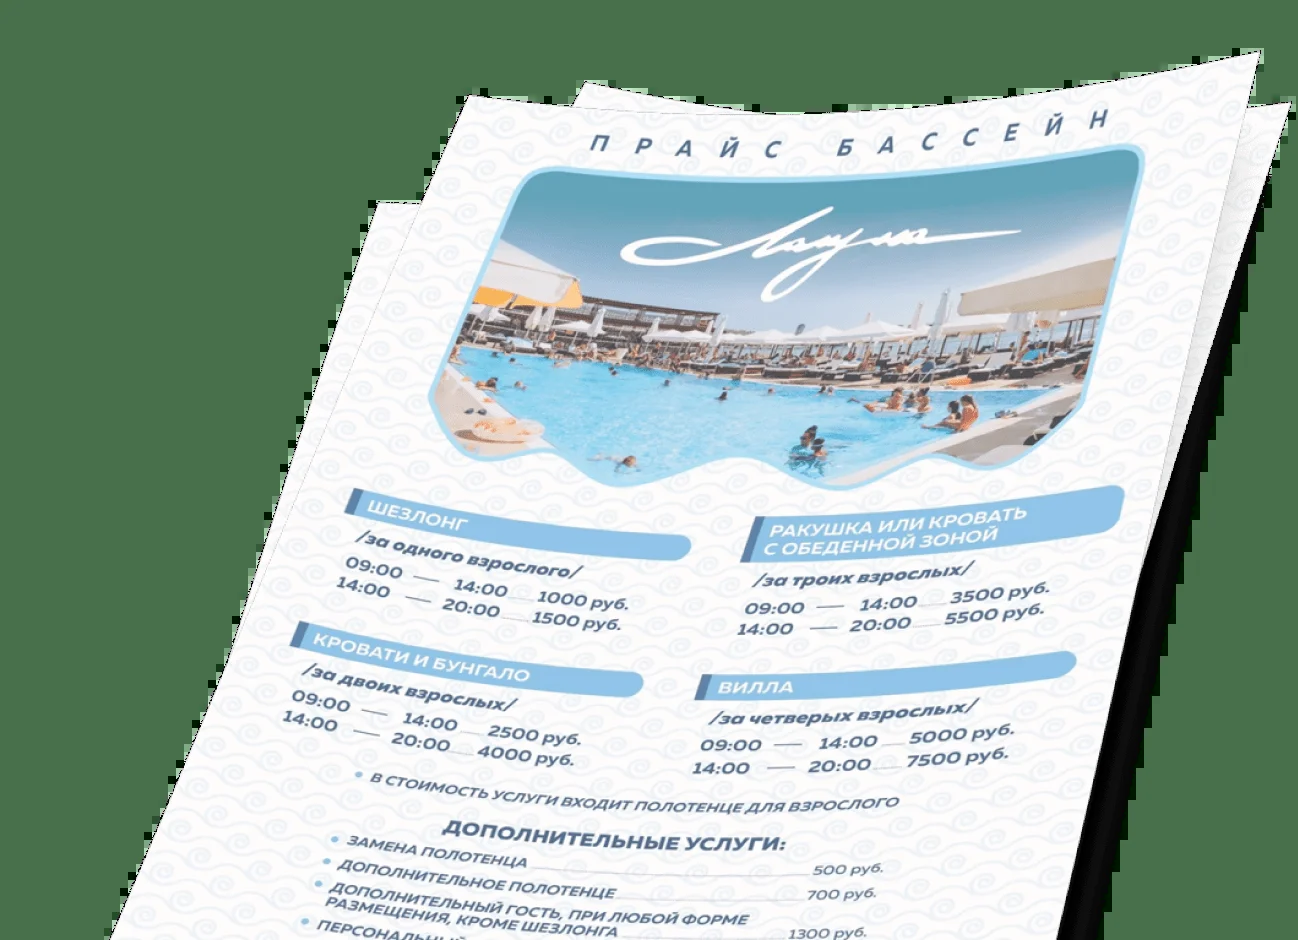 ПРАЙС БАССЕЙН
Лагуна
ШЕЗЛОНГ
/за одного взрослого/
09:00 — 14:00 1000 руб.
14:00 — 20:00 1500 руб.
РАКУШКА ИЛИ КРОВАТЬ
С ОБЕДЕННОЙ ЗОНОЙ
/за троих взрослых/
09:00 — 14:00 3500 руб.
14:00 — 20:00 5500 руб.
КРОВАТИ И БУНГАЛО
/за двоих взрослых/
09:00 — 14:00 2500 руб.
14:00 — 20:00 4000 руб.
ВИЛЛА
/за четверых взрослых/
09:00 — 14:00 5000 руб.
14:00 — 20:00 7500 руб.
• В СТОИМОСТЬ УСЛУГИ ВХОДИТ ПОЛОТЕНЦЕ ДЛЯ ВЗРОСЛОГО
ДОПОЛНИТЕЛЬНЫЕ УСЛУГИ:
• ЗАМЕНА ПОЛОТЕНЦА 500 руб.
• ДОПОЛНИТЕЛЬНОЕ ПОЛОТЕНЦЕ 700 руб.
• ДОПОЛНИТЕЛЬНЫЙ ГОСТЬ, ПРИ ЛЮБОЙ ФОРМЕ
РАЗМЕЩЕНИЯ, КРОМЕ ШЕЗЛОНГА 1300 руб.